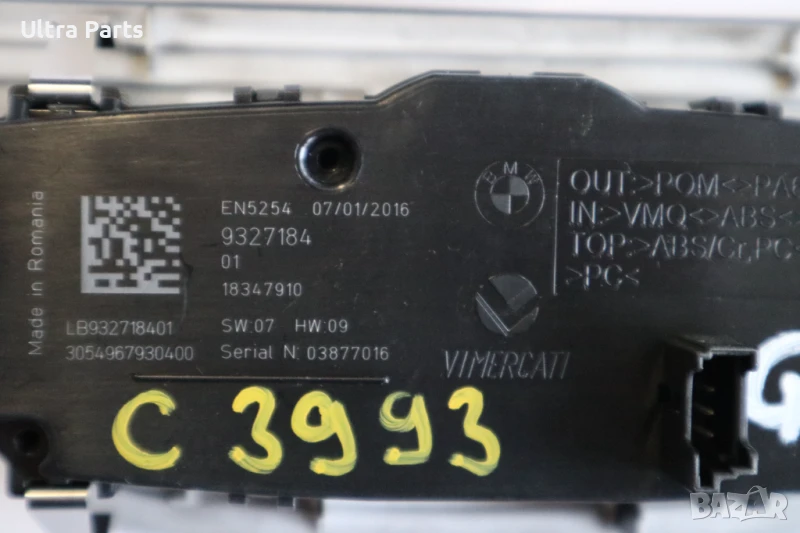 Ultra Parts
Made in Romania
EN5254 07/01/2016
9327184
01
18347910
LB932718401
SW:07 HW:09
3054967930400
Serial N: 03877016
BMW
OUT:>POM<>PA6
IN:>VMQ<>ABS<
TOP:>ABS/Cr,PC<
>PC<
VIMERCATI
C 3993
BAZAR